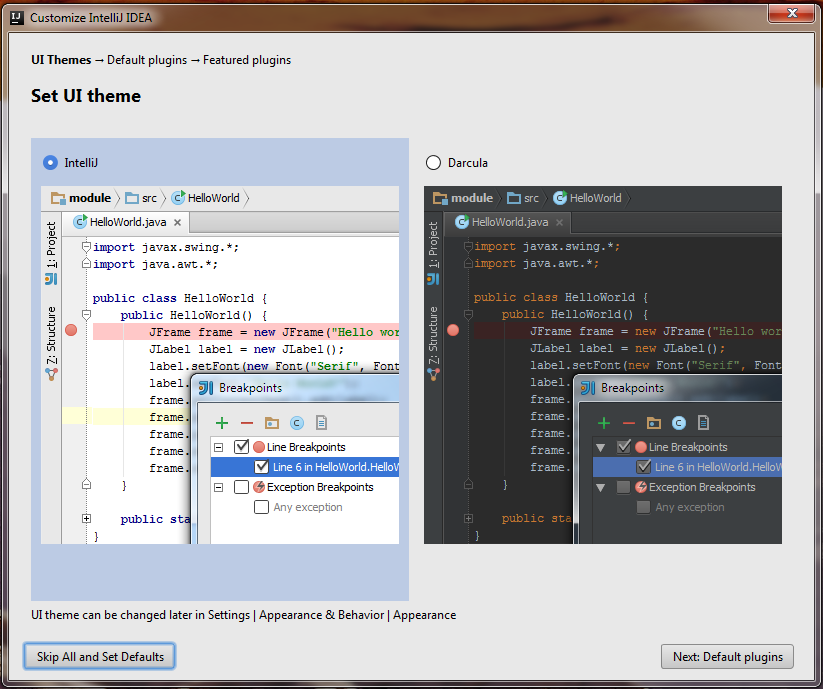 Customize IntelliJ IDEA
UI Themes → Default plugins → Featured plugins
Set UI theme
IntelliJ
module src HelloWorld
HelloWorld.java
1: Project
Z: Structure
import javax.swing.*;
import java.awt.*;
public class HelloWorld {
public HelloWorld() {
JFrame frame = new JFrame("Hello wor
JLabel label = new JLabel();
label.setFont(new Font("Serif", Font
label.
frame.
frame.
frame.
frame.
frame.
}
public sta
}
Breakpoints
Line Breakpoints
Line 6 in HelloWorld.HelloW
Exception Breakpoints
Any exception
Darcula
module src HelloWorld
HelloWorld.java
1: Project
Z: Structure
import javax.swing.*;
import java.awt.*;
public class HelloWorld {
public HelloWorld() {
JFrame frame = new JFrame("Hello wor
JLabel label = new JLabel();
label.setFont(new Font("Serif", Font
label.
frame.
frame.
frame.
frame.
frame.
}
public sta
}
Breakpoints
Line Breakpoints
Line 6 in HelloWorld.HelloW
Exception Breakpoints
Any exception
UI theme can be changed later in Settings | Appearance & Behavior | Appearance
Skip All and Set Defaults
Next: Default plugins